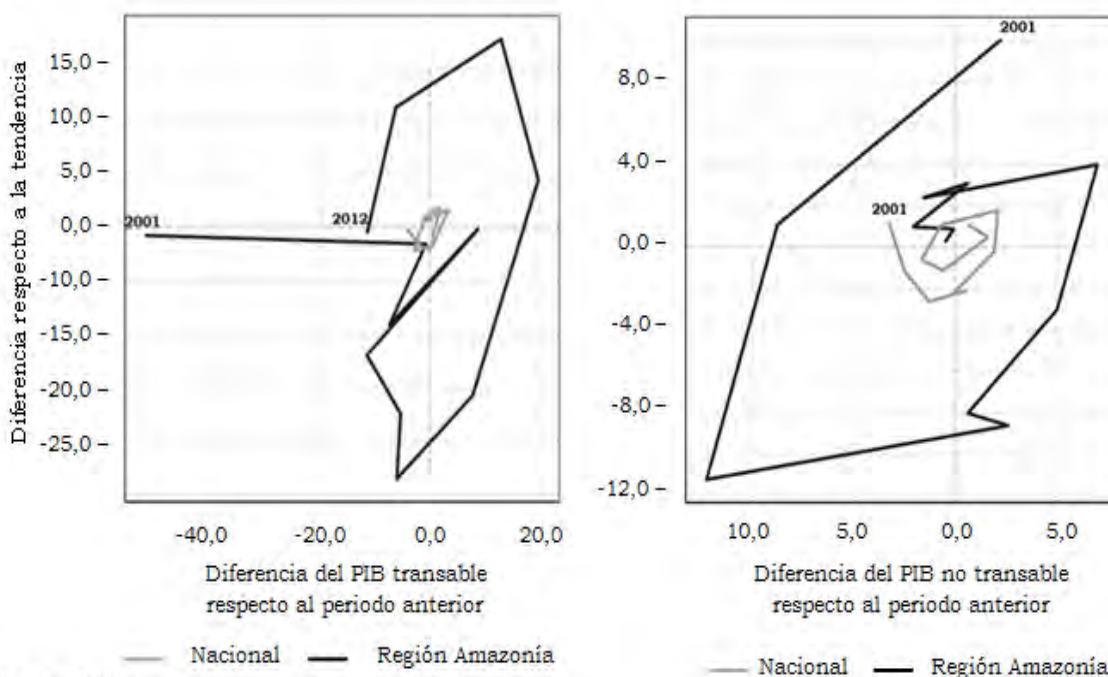 Diferencia respecto a la tendencia
15,0 –
10,0 –
5,0 –
0,0 –
-5,0 –
-10,0 –
-15,0 –
-20,0 –
-25,0 –
2001
2012
-40,0 -20,0 0,0 20,0
Diferencia del PIB transable
respecto al periodo anterior
Nacional Región Amazonía
8,0 –
4,0 –
0,0 –
-4,0 –
-8,0 –
-12,0 –
2001
2001
10,0 5,0 0,0 5,0
Diferencia del PIB no transable
respecto al periodo anterior
Nacional Región Amazonía